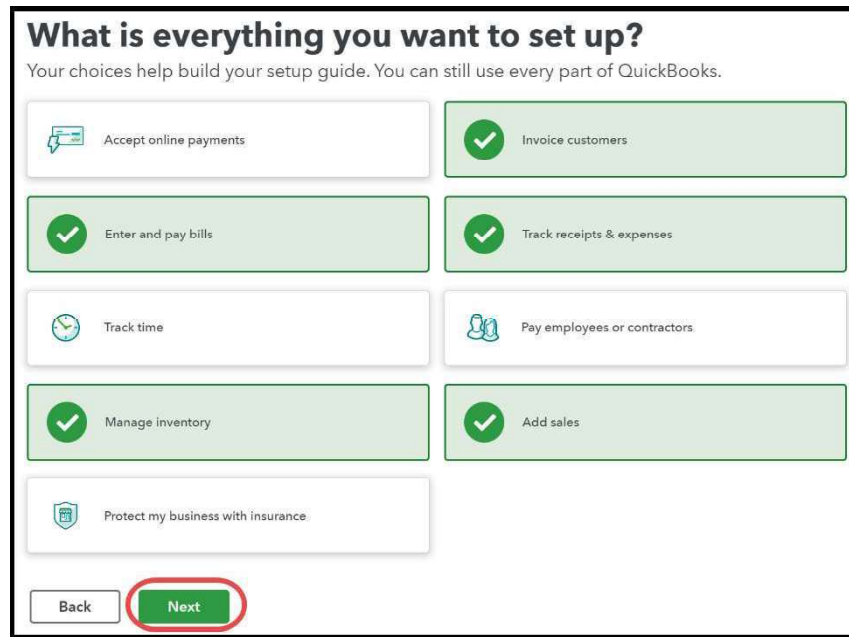 What is everything you want to set up?
Your choices help build your setup guide. You can still use every part of QuickBooks.
Accept online payments
Invoice customers
Enter and pay bills
Track receipts & expenses
Track time
Pay employees or contractors
Manage inventory
Add sales
Protect my business with insurance
Back
Next